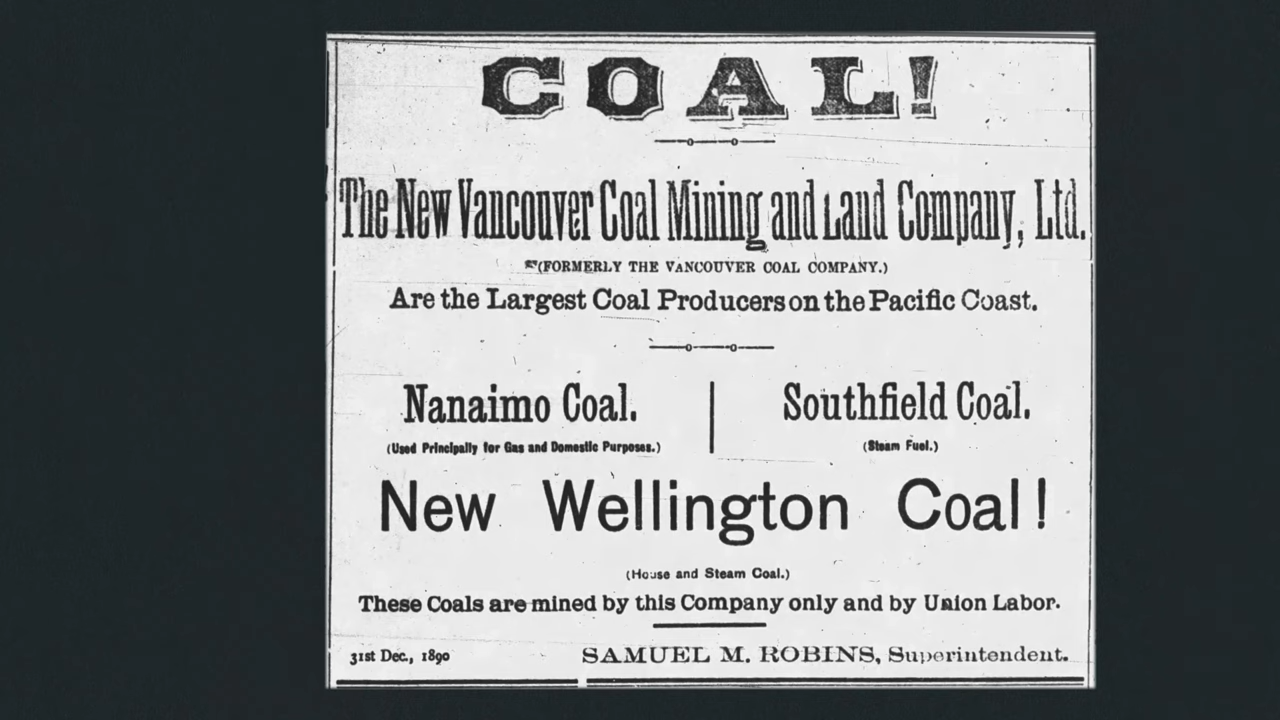 COAL!
The New Vancouver Coal Mining and Land Company, Ltd.
(FORMERLY THE VANCOUVER COAL COMPANY.)
Are the Largest Coal Producers on the Pacific Coast.
Nanaimo Coal.
(Used Principally for Gas and Domestic Purposes.)
Southfield Coal.
(Steam Fuel.)
New Wellington Coal!
(House and Steam Coal.)
These Coals are mined by this Company only and by Union Labor.
31st Dec., 1890
SAMUEL M. ROBINS, Superintendent.